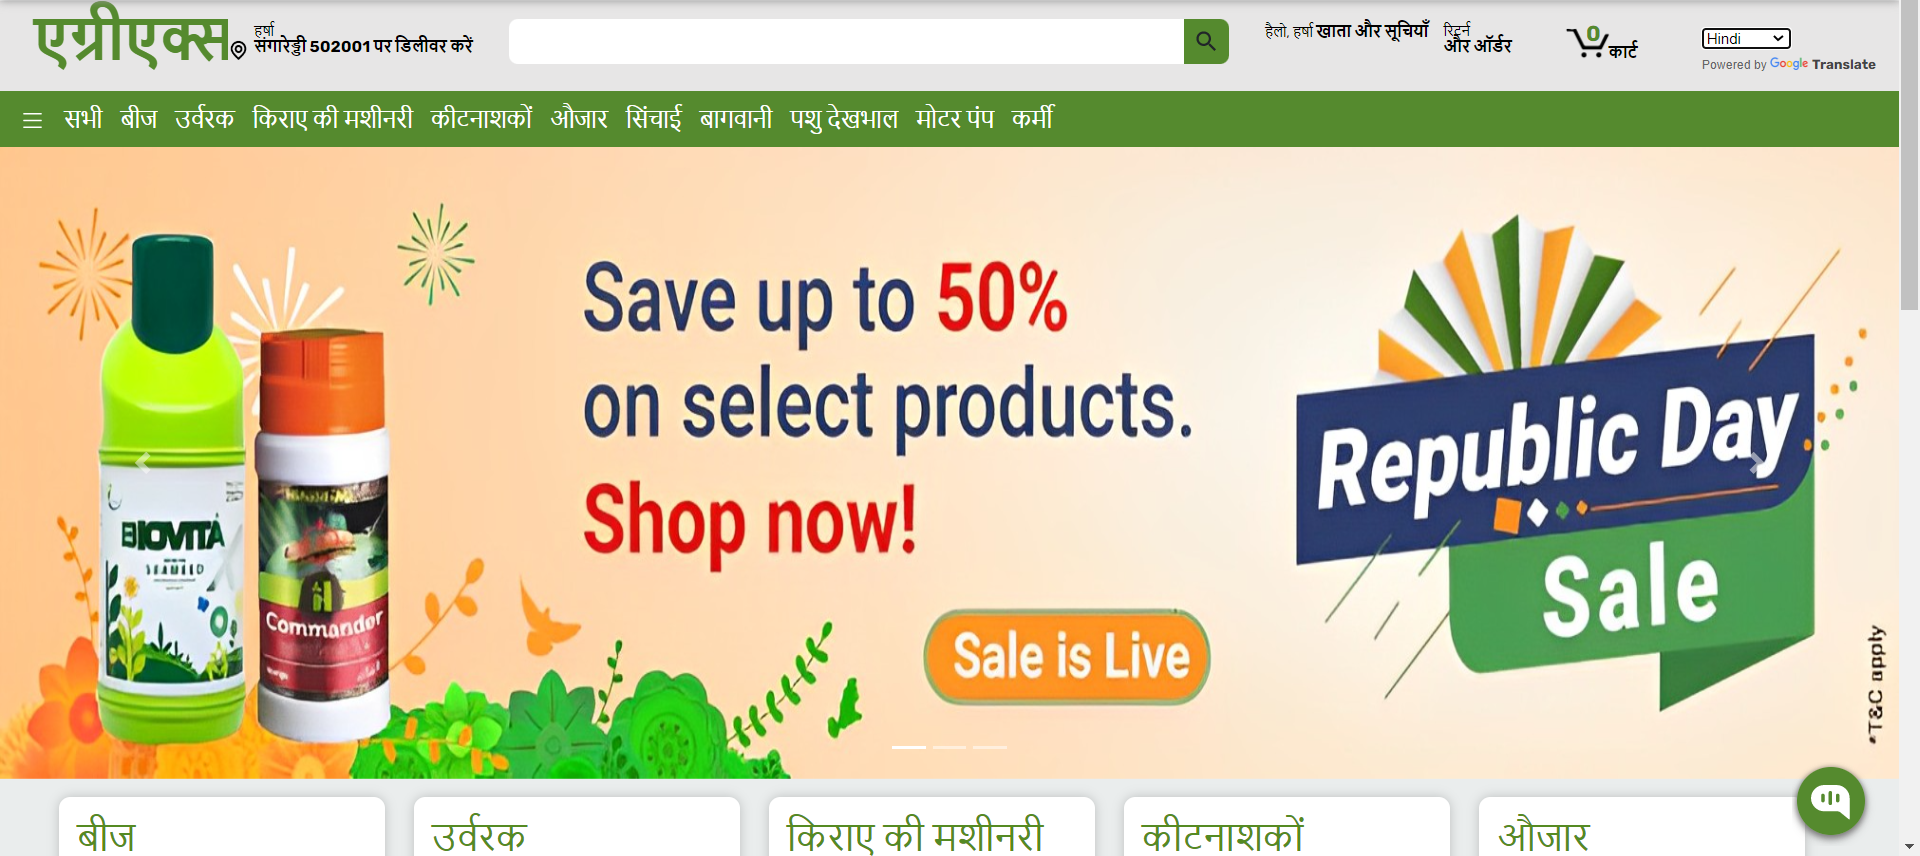 एग्रीएक्स
हर्षा
संगारेड्डी 502001 पर डिलीवर करें
हैलो, हर्षा खाता और सूचियाँ
रिटर्न
और ऑर्डर
0
कार्ट
Hindi
Powered by Google Translate
सभी बीज उर्वरक किराए की मशीनरी कीटनाशकों औजार सिंचाई बागवानी पशु देखभाल मोटर पंप कर्मी
Save up to 50%
on select products.
Shop now!
Sale is Live
Republic Day
Sale
*T&C apply
BIOVITA
X
Commander
बीज
उर्वरक
किराए की मशीनरी
कीटनाशकों
औजार